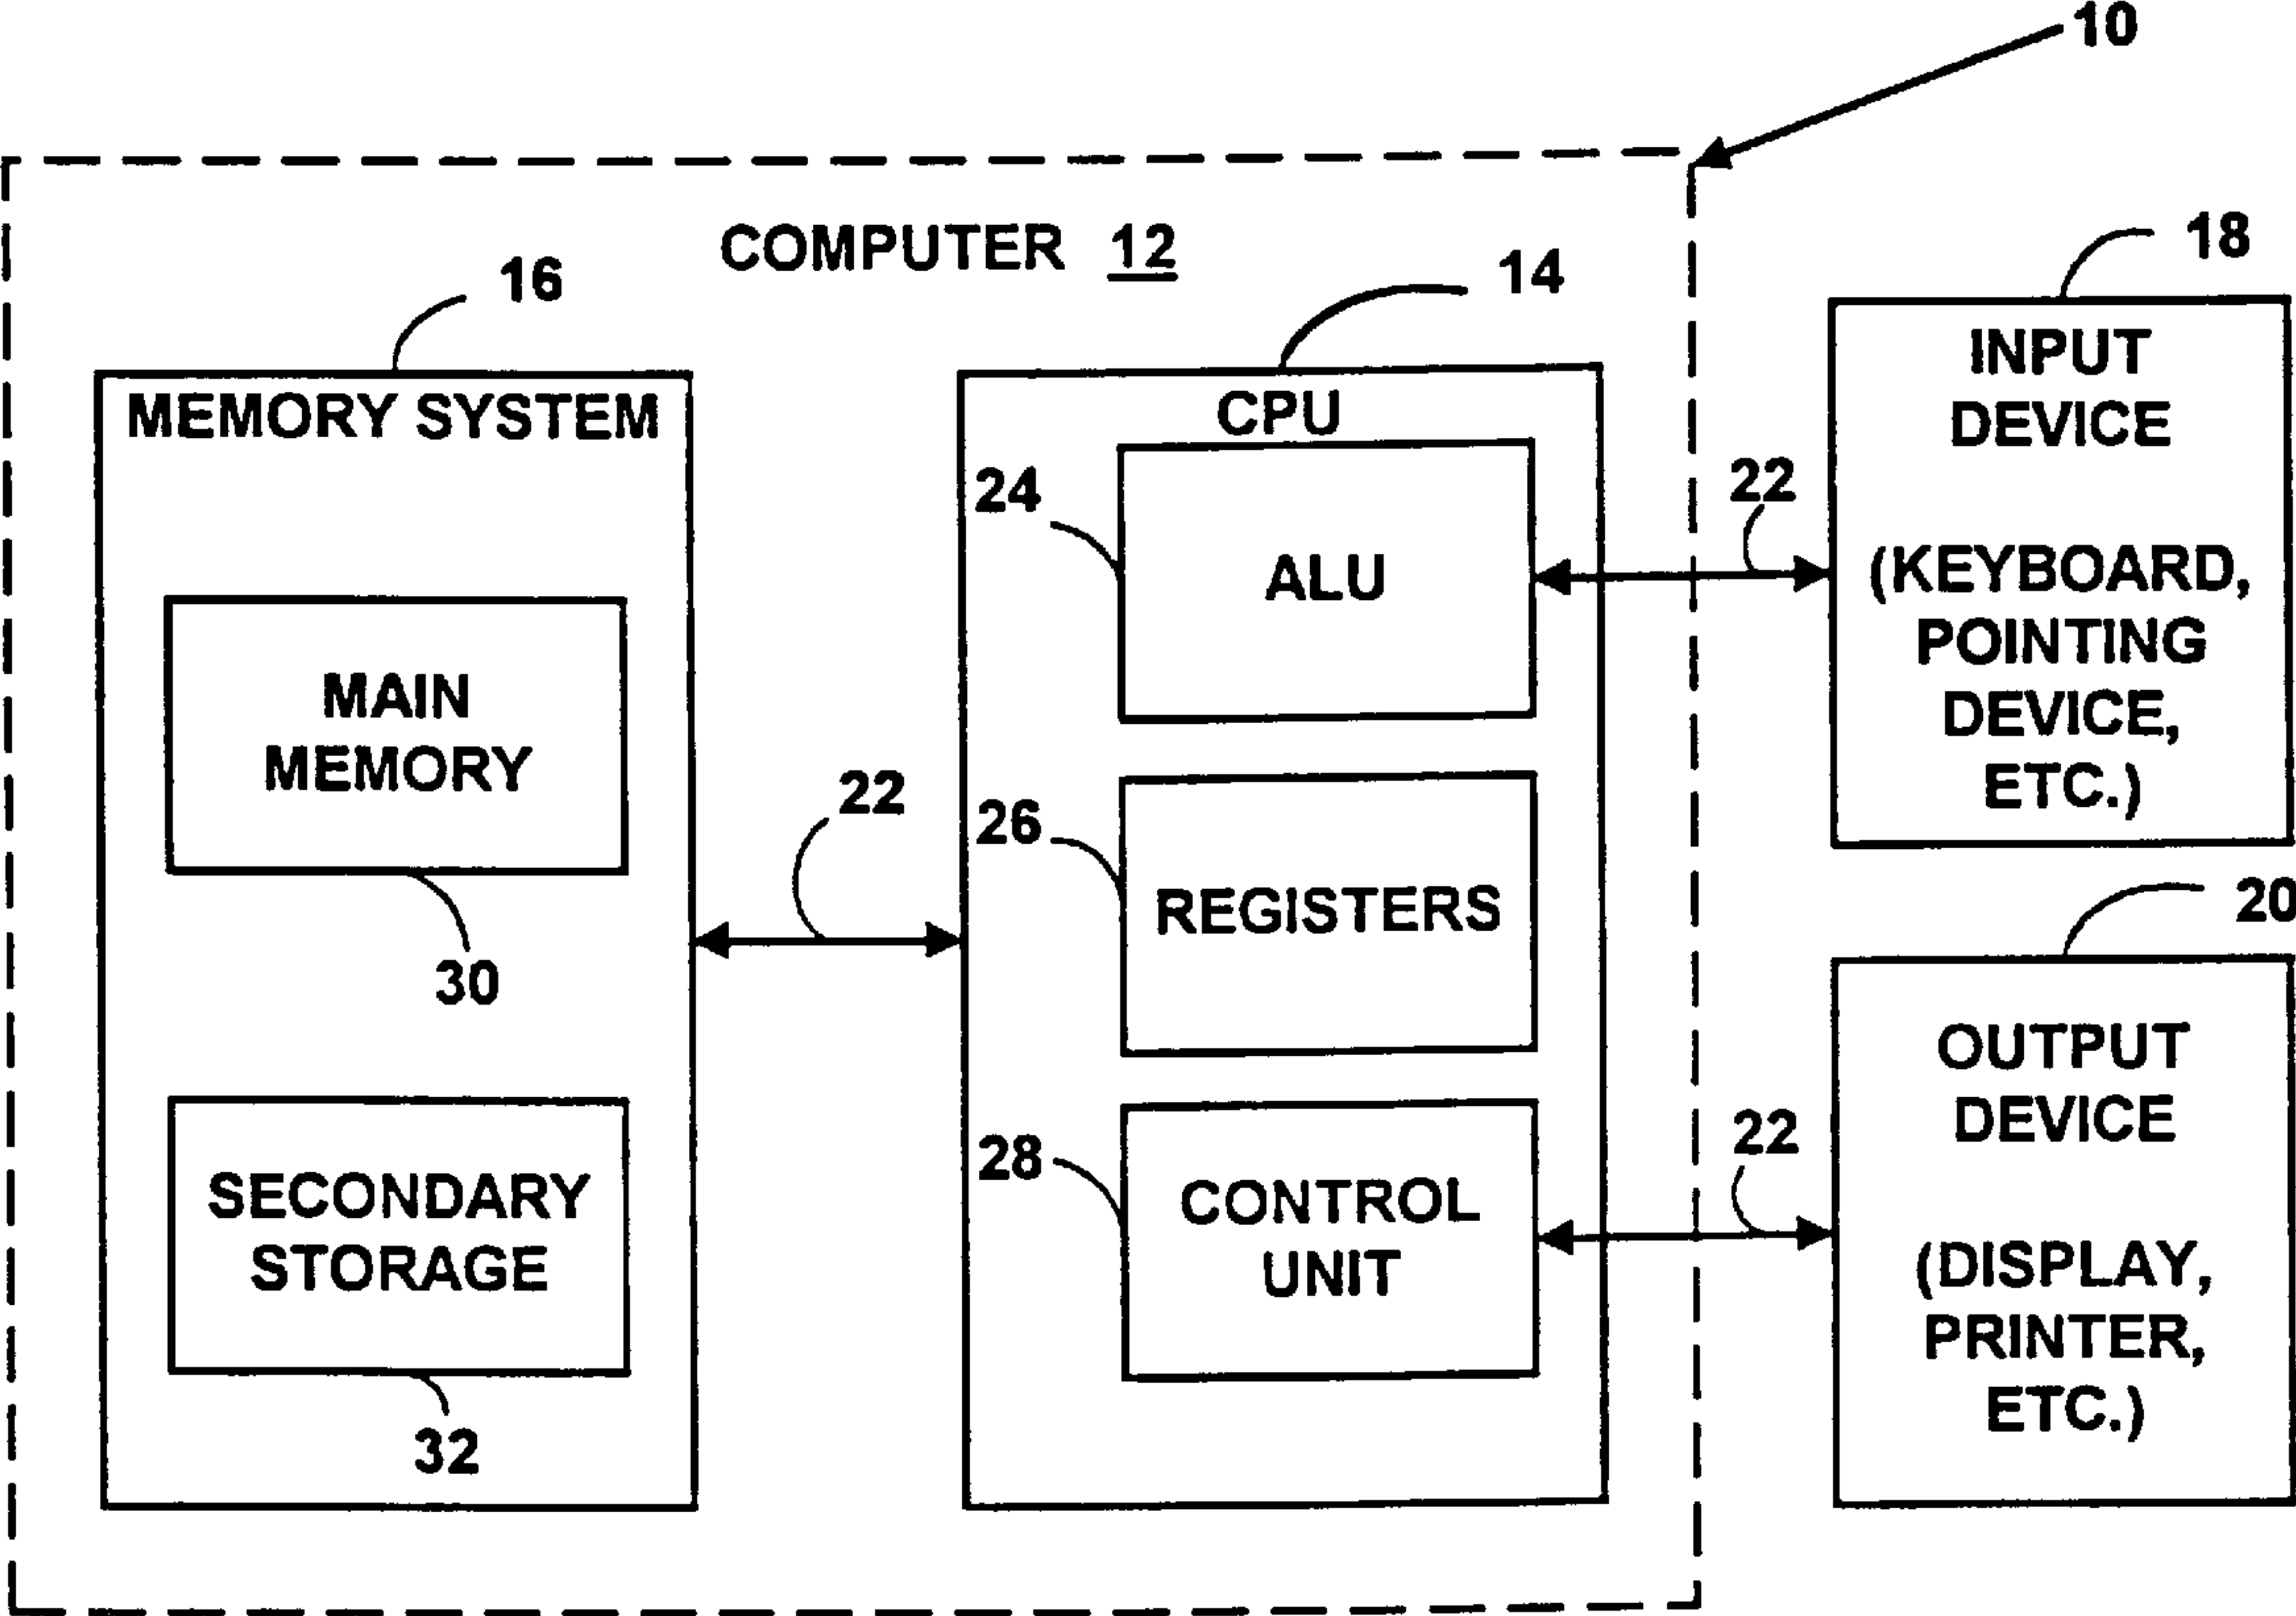 10
COMPUTER 12
16
14
18
MEMORY SYSTEM
MAIN
MEMORY
30
SECONDARY
STORAGE
32
22
CPU
24
ALU
26
REGISTERS
28
CONTROL
UNIT
22
INPUT
DEVICE
(KEYBOARD,
POINTING
DEVICE,
ETC.)
20
22
OUTPUT
DEVICE
(DISPLAY,
PRINTER,
ETC.)